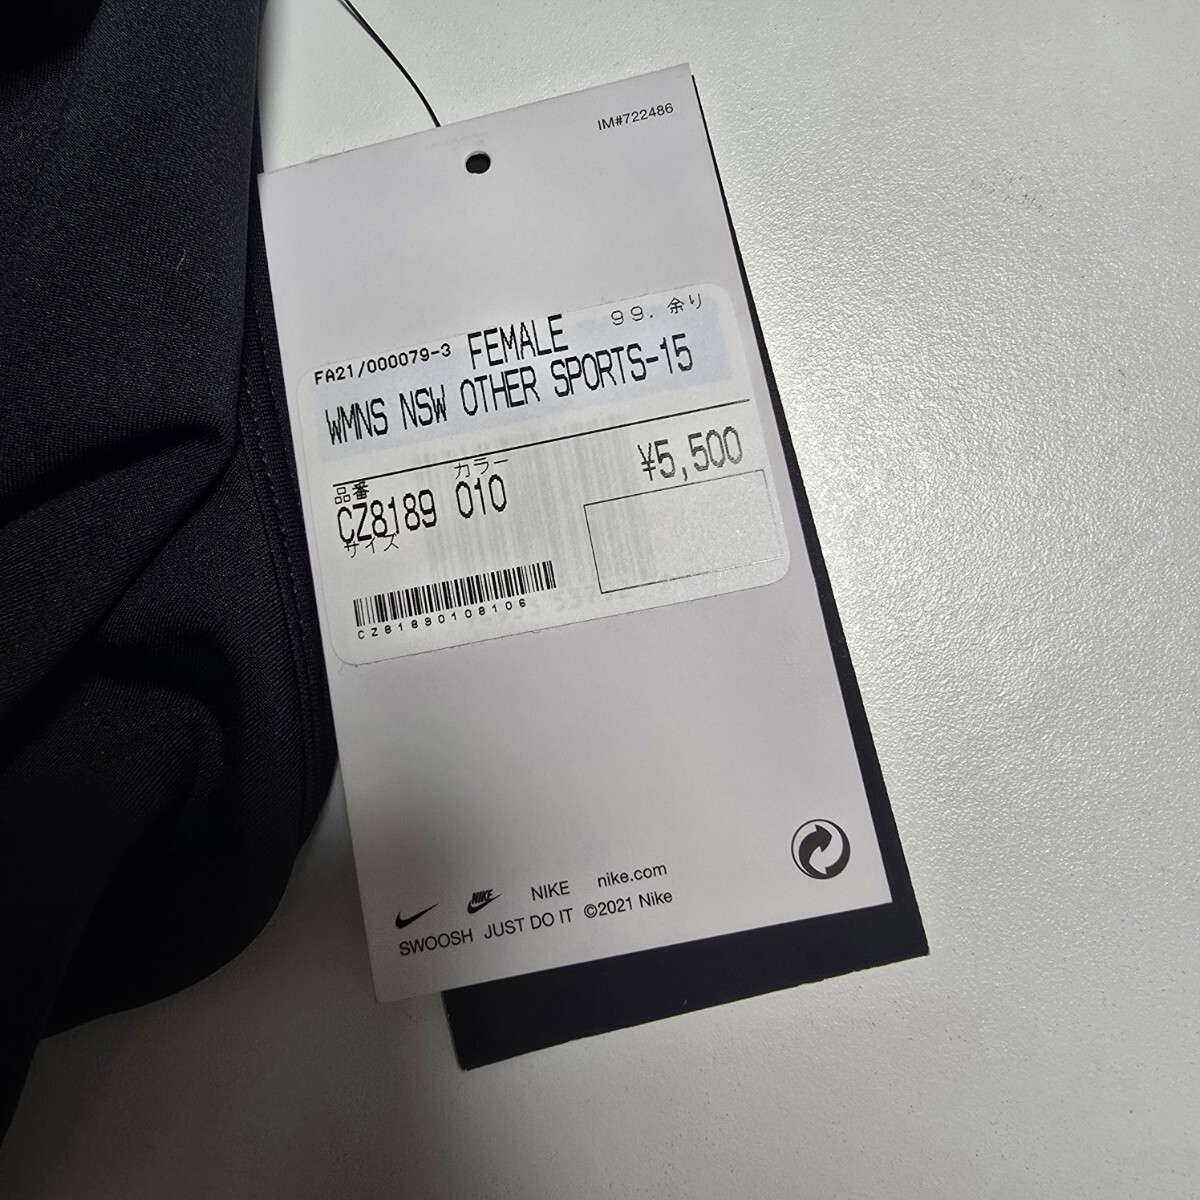 IM#722486
99. 余り
FA21/000079-3 FEMALE
WMNS NSW OTHER SPORTS-15
品番 カラー
CZ8189 010 ¥5,500
サイズ
CZ81890108106
NIKE NIKE nike.com
SWOOSH JUST DO IT ©2021 Nike